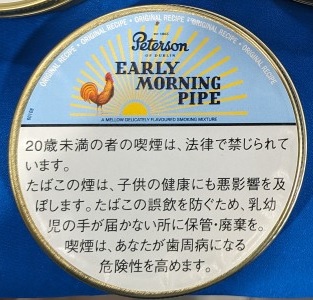 ORIGINAL RECIPE • ORIGINAL RECIPE • ORIGINAL RECIPE • ORIGINAL RECIPE
Peterson
OF DUBLIN
EARLY
MORNING
PIPE
A MELLOW DELICATELY FLAVOURED SMOKING MIXTURE
20歳未満の者の喫煙は、法律で禁じられて
います。
たばこの煙は、子供の健康にも悪影響を及
ぼします。たばこの誤飲を防ぐため、乳幼
児の手が届かない所に保管・廃棄を。
喫煙は、あなたが歯周病になる
危険性を高めます。